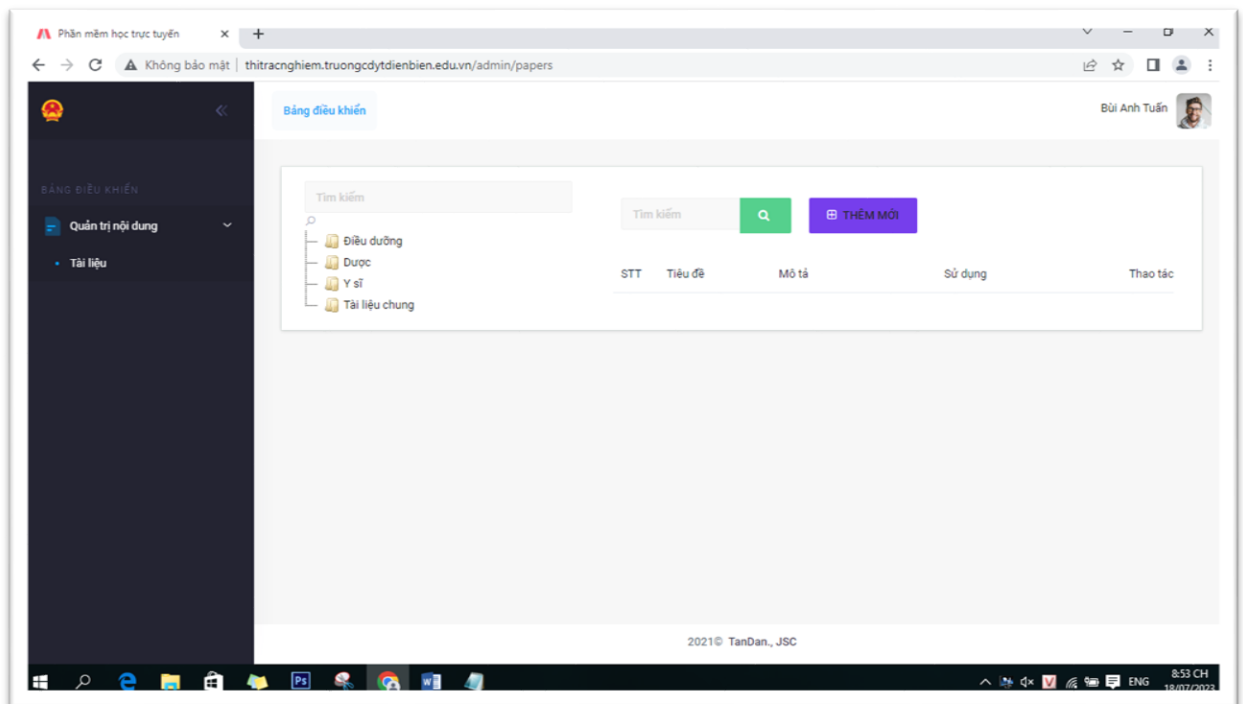 Phần mềm học trực tuyến
Không bảo mật | thitracnghiem.truongcdytdienbien.edu.vn/admin/papers
Bảng điều khiển
Bùi Anh Tuấn
BẢNG ĐIỀU KHIỂN
Quản trị nội dung
Tài liệu
Tìm kiếm
Điều dưỡng
Dược
Y sĩ
Tài liệu chung
Tìm kiếm
THÊM MỚI
STT Tiêu đề Mô tả Sử dụng Thao tác
2021© TanDan., JSC
Ps
ENG
8:53 CH
18/07/2023